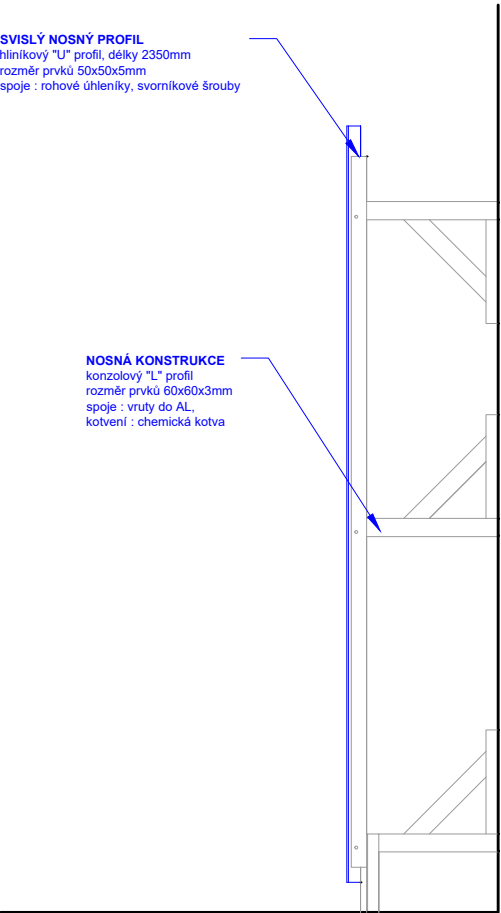 SVISLÝ NOSNÝ PROFIL
hliníkový "U" profil, délky 2350mm
rozměr prvků 50x50x5mm
spoje : rohové úhleníky, svorníkové šrouby
NOSNÁ KONSTRUKCE
konzolový "L" profil
rozměr prvků 60x60x3mm
spoje : vruty do AL,
kotvení : chemická kotva